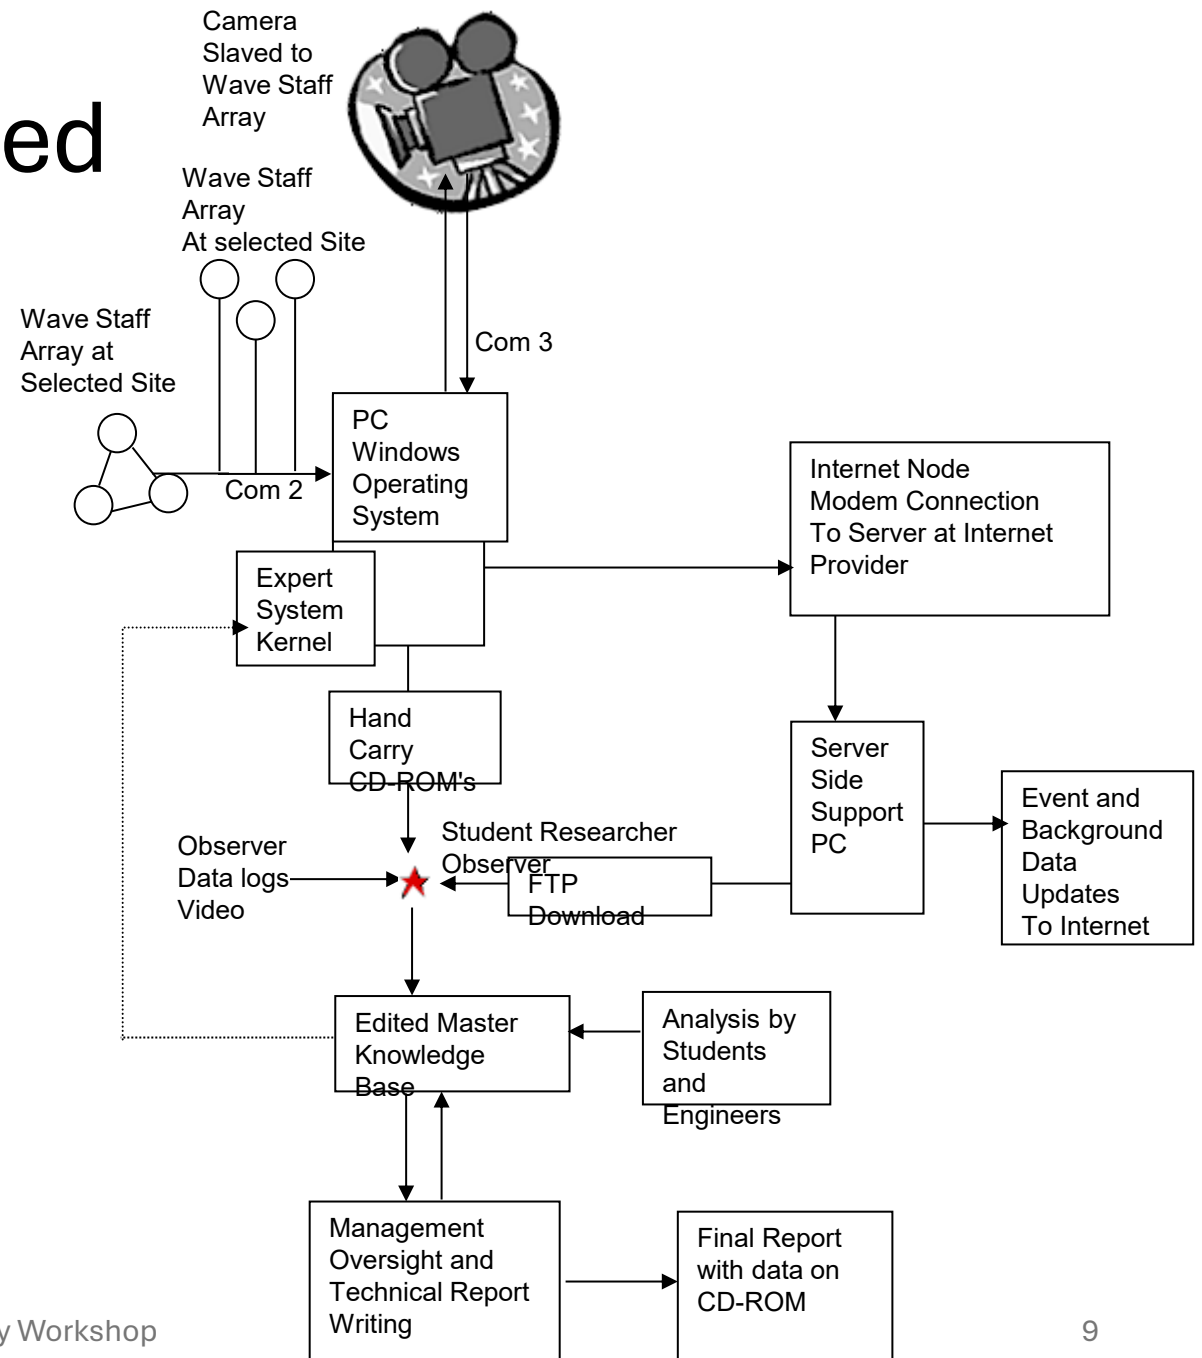 Camera
Slaved to
Wave Staff
Array
ed
Wave Staff
Array
At selected Site
Wave Staff
Array at
Selected Site
Com 3
Com 2
PC
Windows
Operating
System
Internet Node
Modem Connection
To Server at Internet
Provider
Expert
System
Kernel
Hand
Carry
CD-ROM's
Server
Side
Support
PC
Event and
Background
Data
Updates
To Internet
Student Researcher
Observer
Observer
Data logs
Video
FTP
Download
Edited Master
Knowledge
Base
Analysis by
Students
and
Engineers
Management
Oversight and
Technical Report
Writing
Final Report
with data on
CD-ROM
y Workshop
9